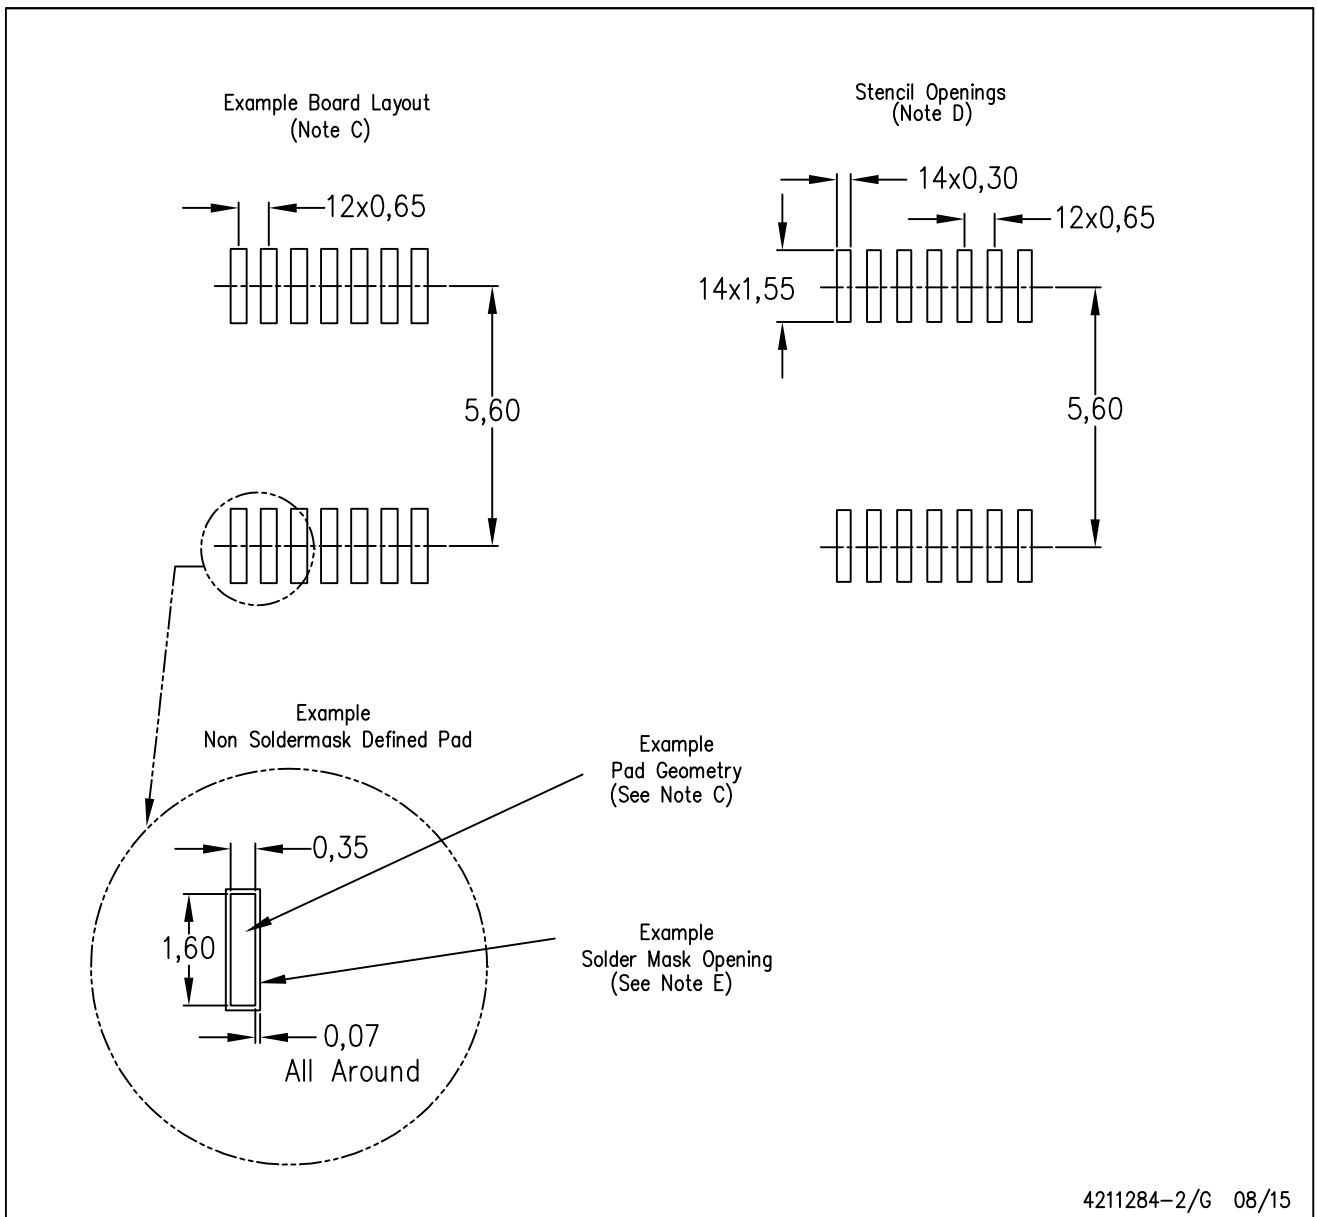 Example Board Layout
(Note C)
12x0,65
5,60
Stencil Openings
(Note D)
14x0,30
12x0,65
14x1,55
5,60
Example
Non Soldermask Defined Pad
0,35
1,60
0,07
All Around
Example
Pad Geometry
(See Note C)
Example
Solder Mask Opening
(See Note E)
4211284-2/G 08/15